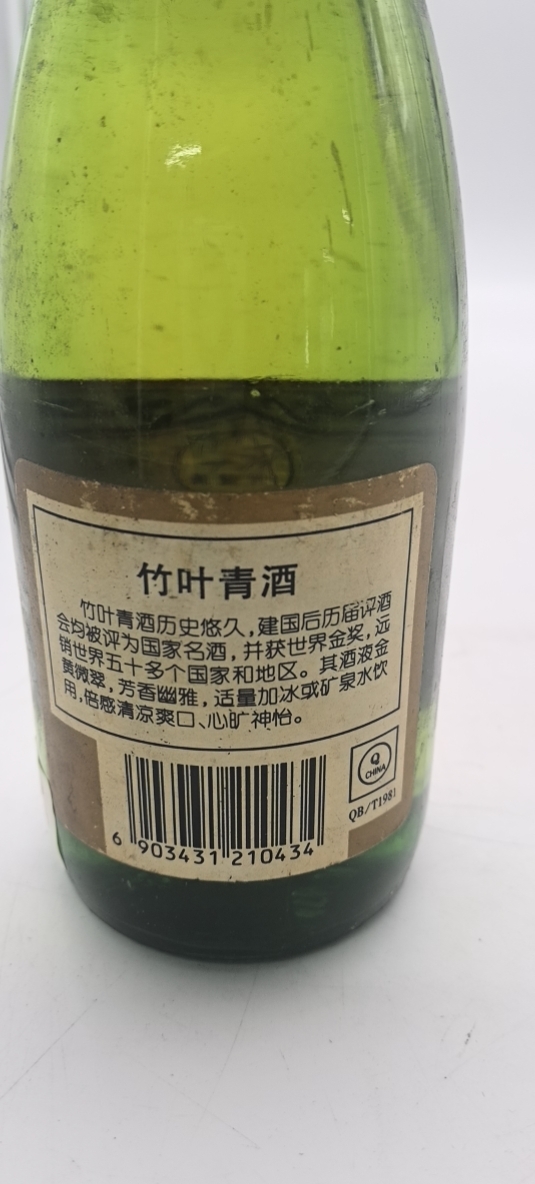 竹叶青酒
竹叶青酒历史悠久，建国后历届评酒
会均被评为国家名酒，并获世界金奖，远
销世界五十多个国家和地区。其酒液金
黄微翠，芳香幽雅，适量加冰或矿泉水饮
用，倍感清凉爽口、心旷神怡。
Q
CHINA
QB/T1981
6 903431 210434